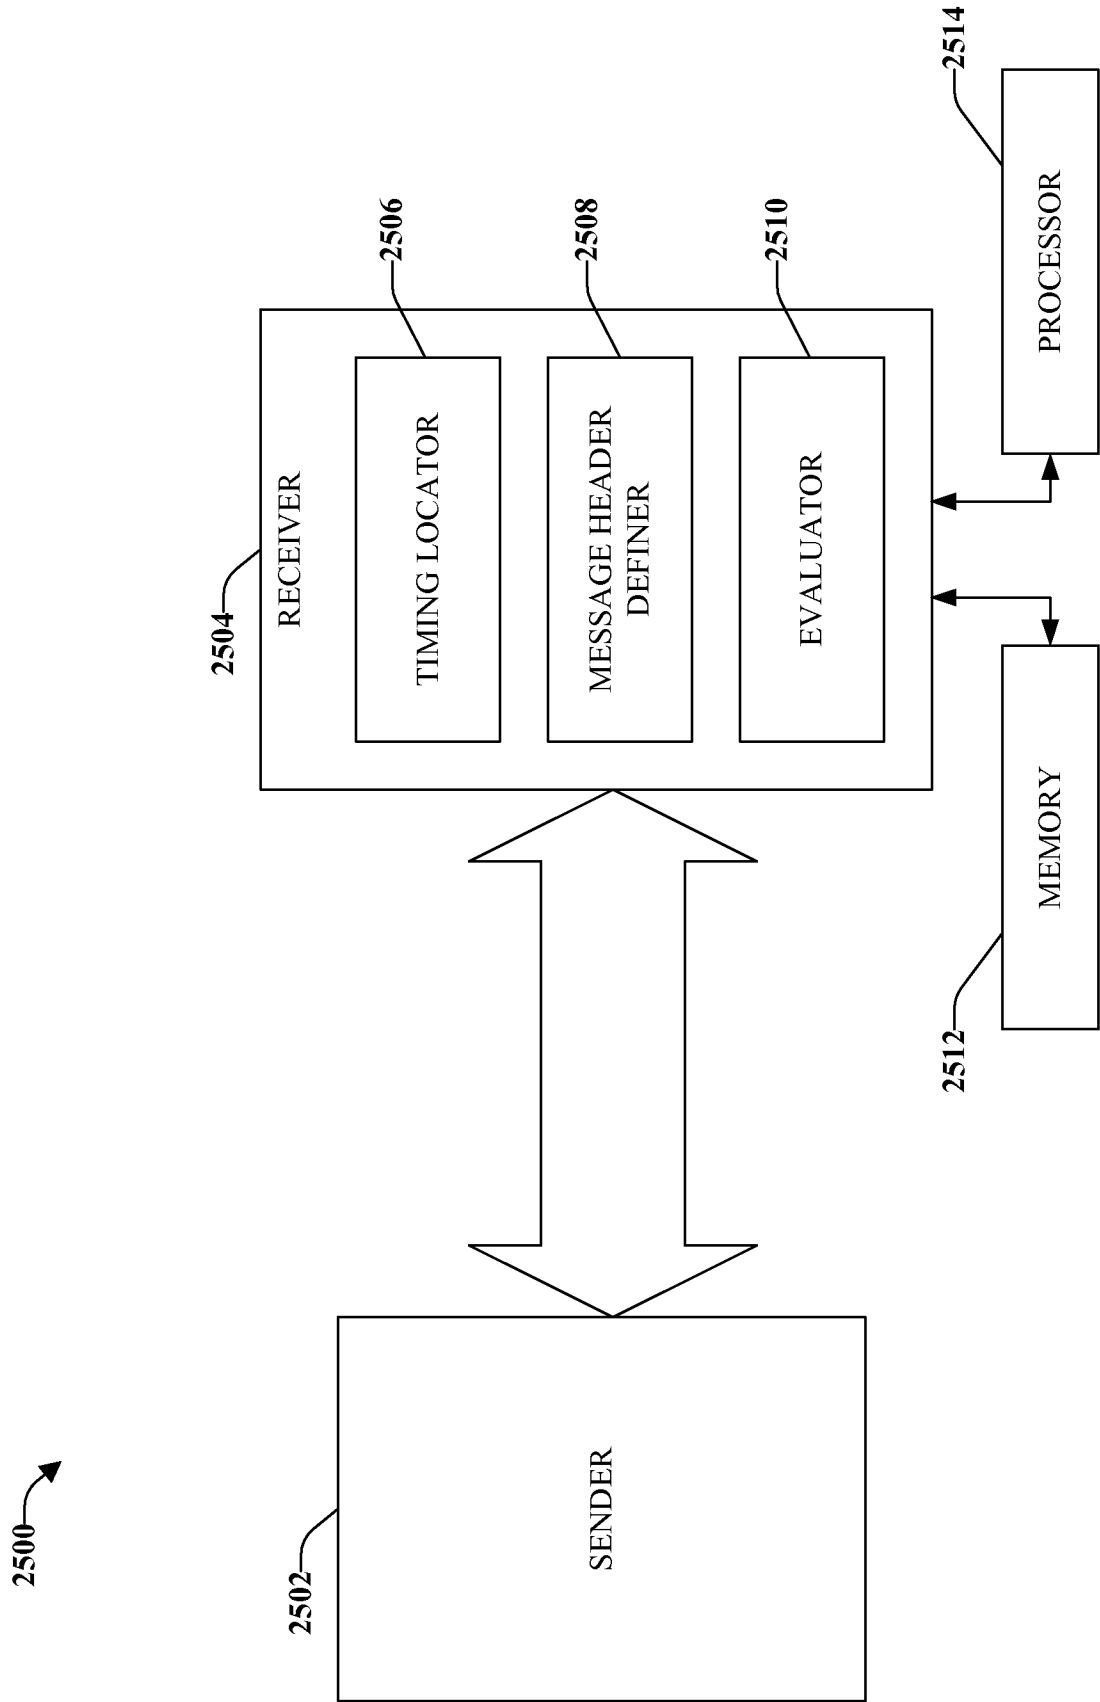 2500
2504
RECEIVER
2502
SENDER
TIMING LOCATOR
2506
MESSAGE HEADER
DEFINER
2508
EVALUATOR
2510
2512
MEMORY
2514
PROCESSOR